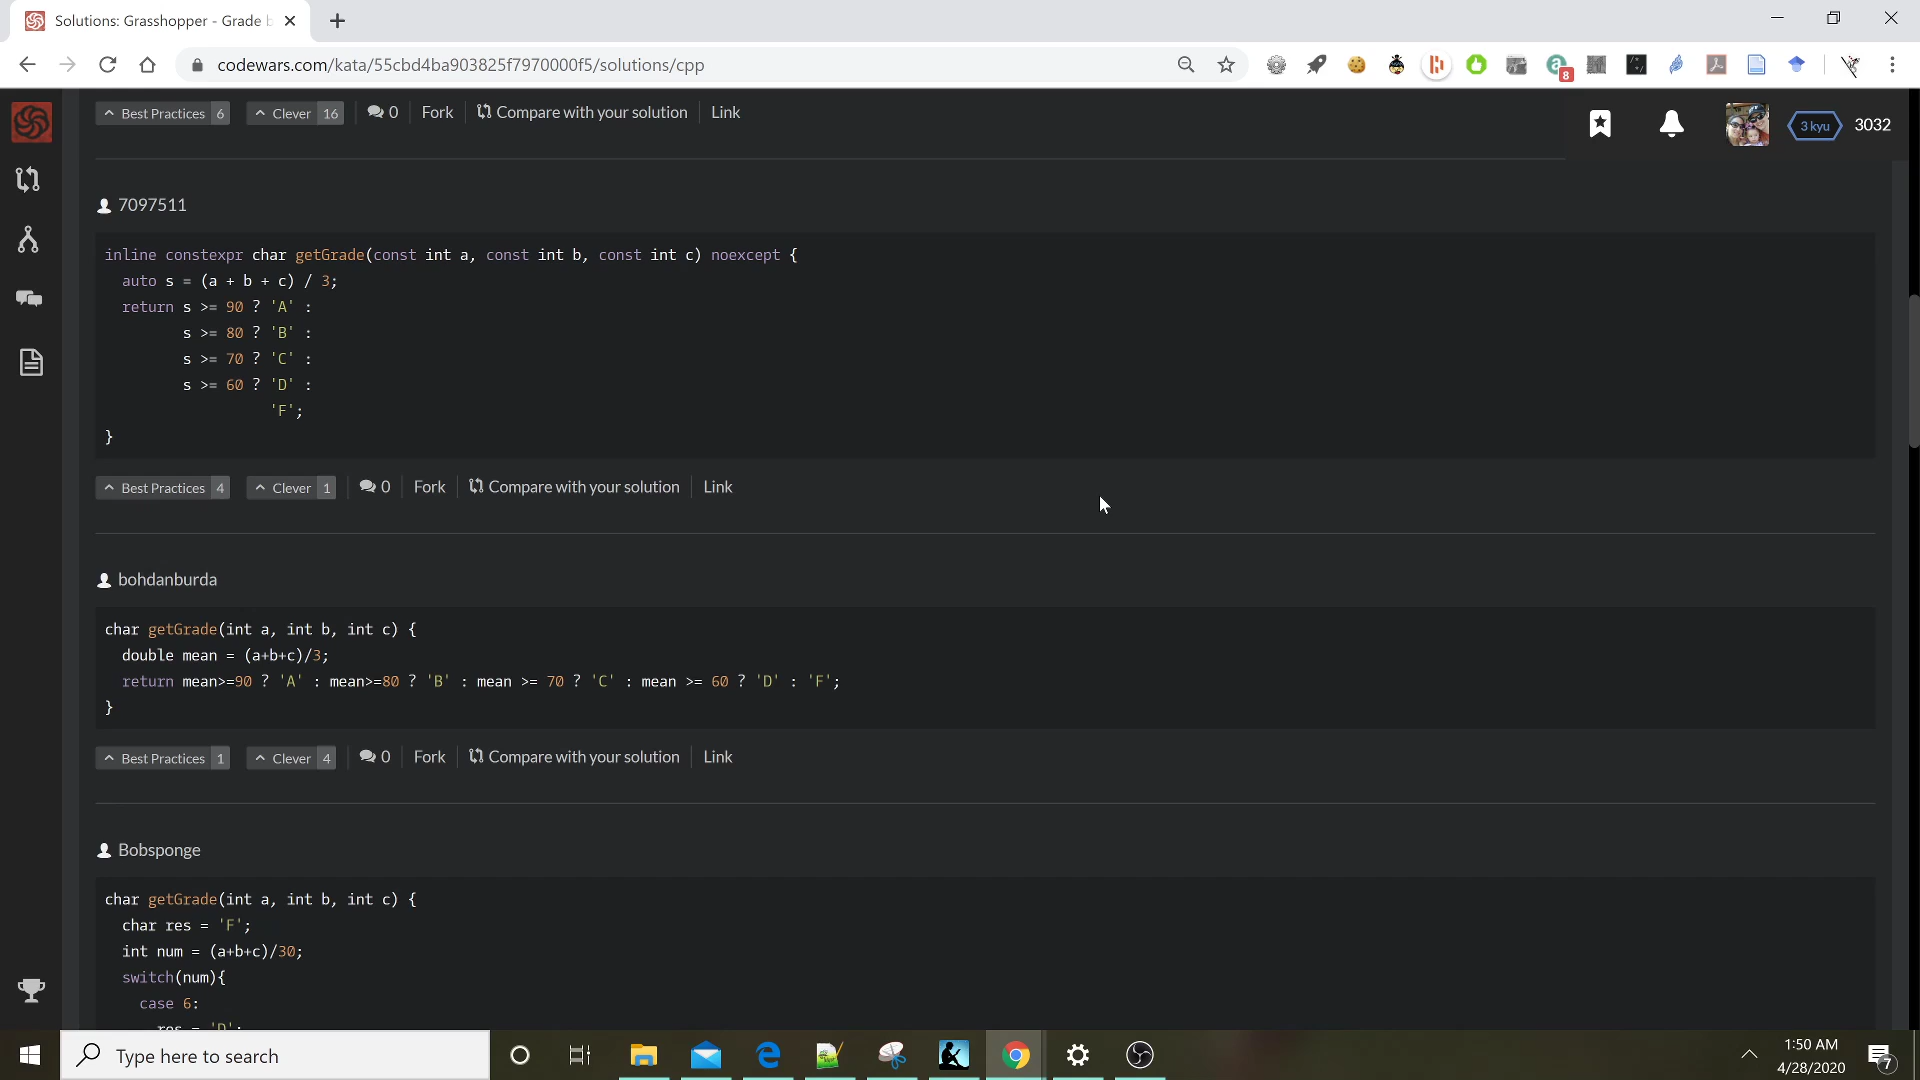 Solutions: Grasshopper - Grade b
codewars.com/kata/55cbd4ba903825f7970000f5/solutions/cpp
8
Best Practices 6 Clever 16 0 Fork Compare with your solution Link
3 kyu 3032
7097511
inline constexpr char getGrade(const int a, const int b, const int c) noexcept {
auto s = (a + b + c) / 3;
return s >= 90 ? 'A' :
s >= 80 ? 'B' :
s >= 70 ? 'C' :
s >= 60 ? 'D' :
'F';
}
Best Practices 4 Clever 1 0 Fork Compare with your solution Link
bohdanburda
char getGrade(int a, int b, int c) {
double mean = (a+b+c)/3;
return mean>=90 ? 'A' : mean>=80 ? 'B' : mean >= 70 ? 'C' : mean >= 60 ? 'D' : 'F';
}
Best Practices 1 Clever 4 0 Fork Compare with your solution Link
Bobsponge
char getGrade(int a, int b, int c) {
char res = 'F';
int num = (a+b+c)/30;
switch(num){
case 6:
res = 'D';
Type here to search
1:50 AM
4/28/2020
7